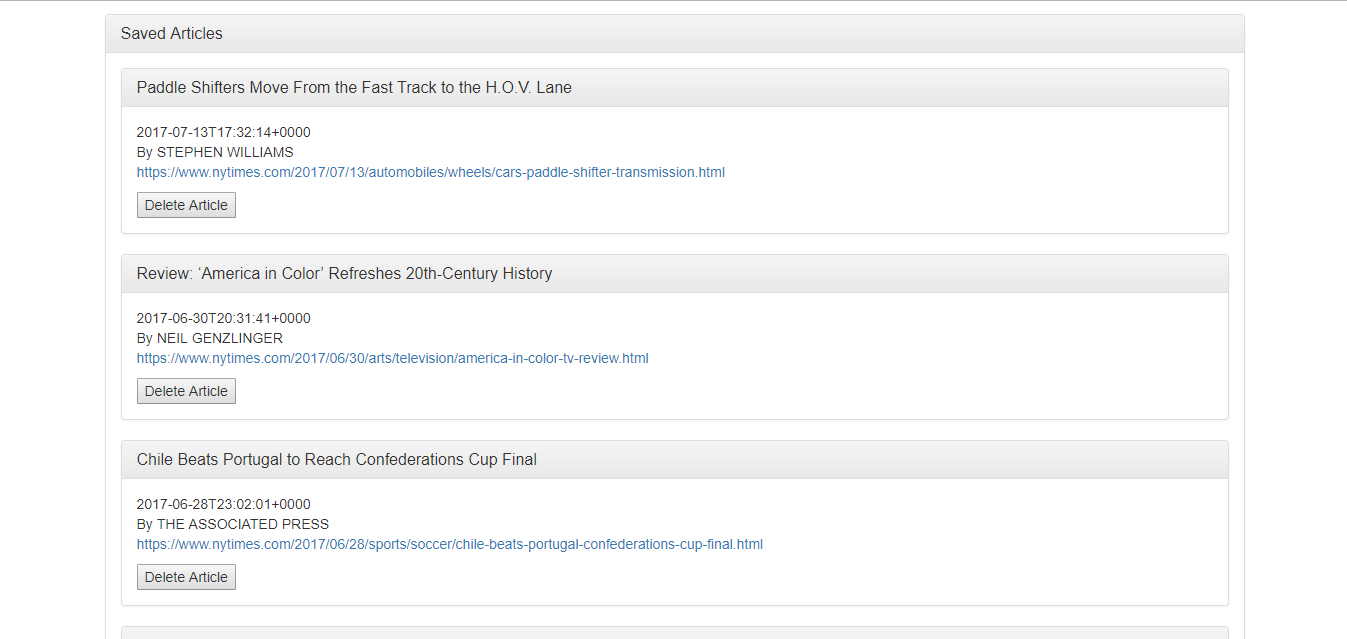 Saved Articles
Paddle Shifters Move From the Fast Track to the H.O.V. Lane
2017-07-13T17:32:14+0000
By STEPHEN WILLIAMS
https://www.nytimes.com/2017/07/13/automobiles/wheels/cars-paddle-shifter-transmission.html
Delete Article
Review: ‘America in Color’ Refreshes 20th-Century History
2017-06-30T20:31:41+0000
By NEIL GENZLINGER
https://www.nytimes.com/2017/06/30/arts/television/america-in-color-tv-review.html
Delete Article
Chile Beats Portugal to Reach Confederations Cup Final
2017-06-28T23:02:01+0000
By THE ASSOCIATED PRESS
https://www.nytimes.com/2017/06/28/sports/soccer/chile-beats-portugal-confederations-cup-final.html
Delete Article